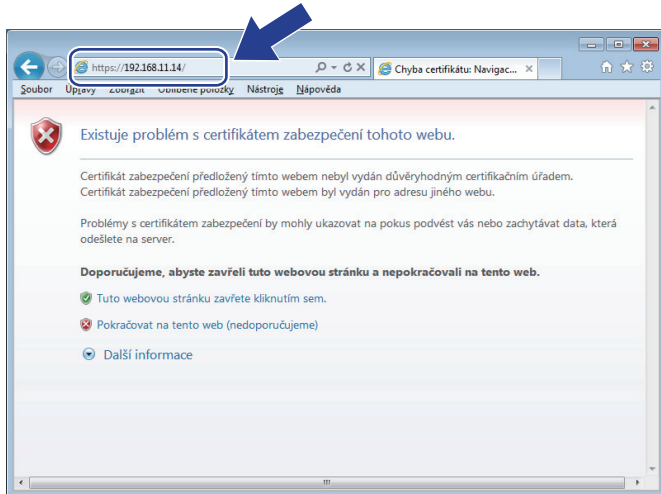 https://192.168.11.14/
Chyba certifikátu: Navigac...
Soubor Úpravy Zobrazit Oblíbené položky Nástroje Nápověda
Existuje problém s certifikátem zabezpečení tohoto webu.
Certifikát zabezpečení předložený tímto webem nebyl vydán důvěryhodným certifikačním úřadem.
Certifikát zabezpečení předložený tímto webem byl vydán pro adresu jiného webu.
Problémy s certifikátem zabezpečení by mohly ukazovat na pokus podvést vás nebo zachytávat data, která
odešlete na server.
Doporučujeme, abyste zavřeli tuto webovou stránku a nepokračovali na tento web.
Tuto webovou stránku zavřete kliknutím sem.
Pokračovat na tento web (nedoporučujeme)
Další informace